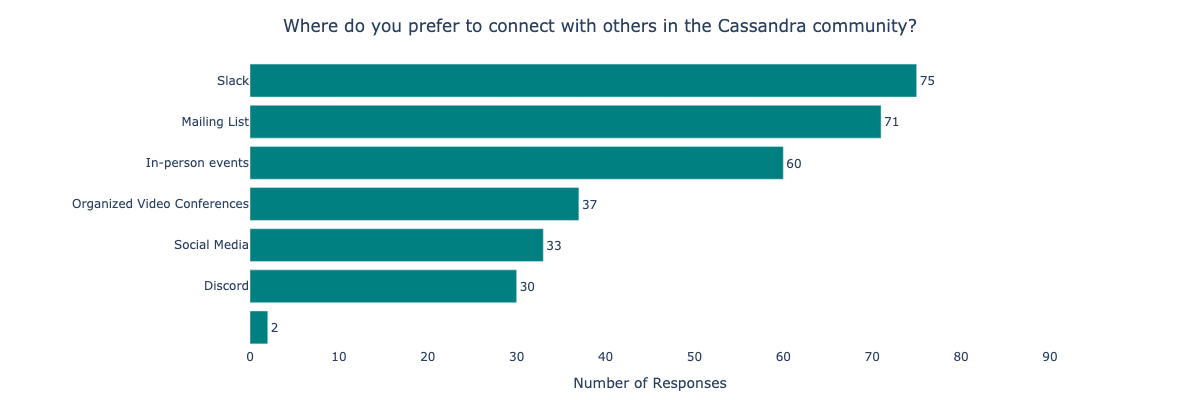 Where do you prefer to connect with others in the Cassandra community?
Slack 75
Mailing List 71
In-person events 60
Organized Video Conferences 37
Social Media 33
Discord 30
2
0 10 20 30 40 50 60 70 80 90
Number of Responses